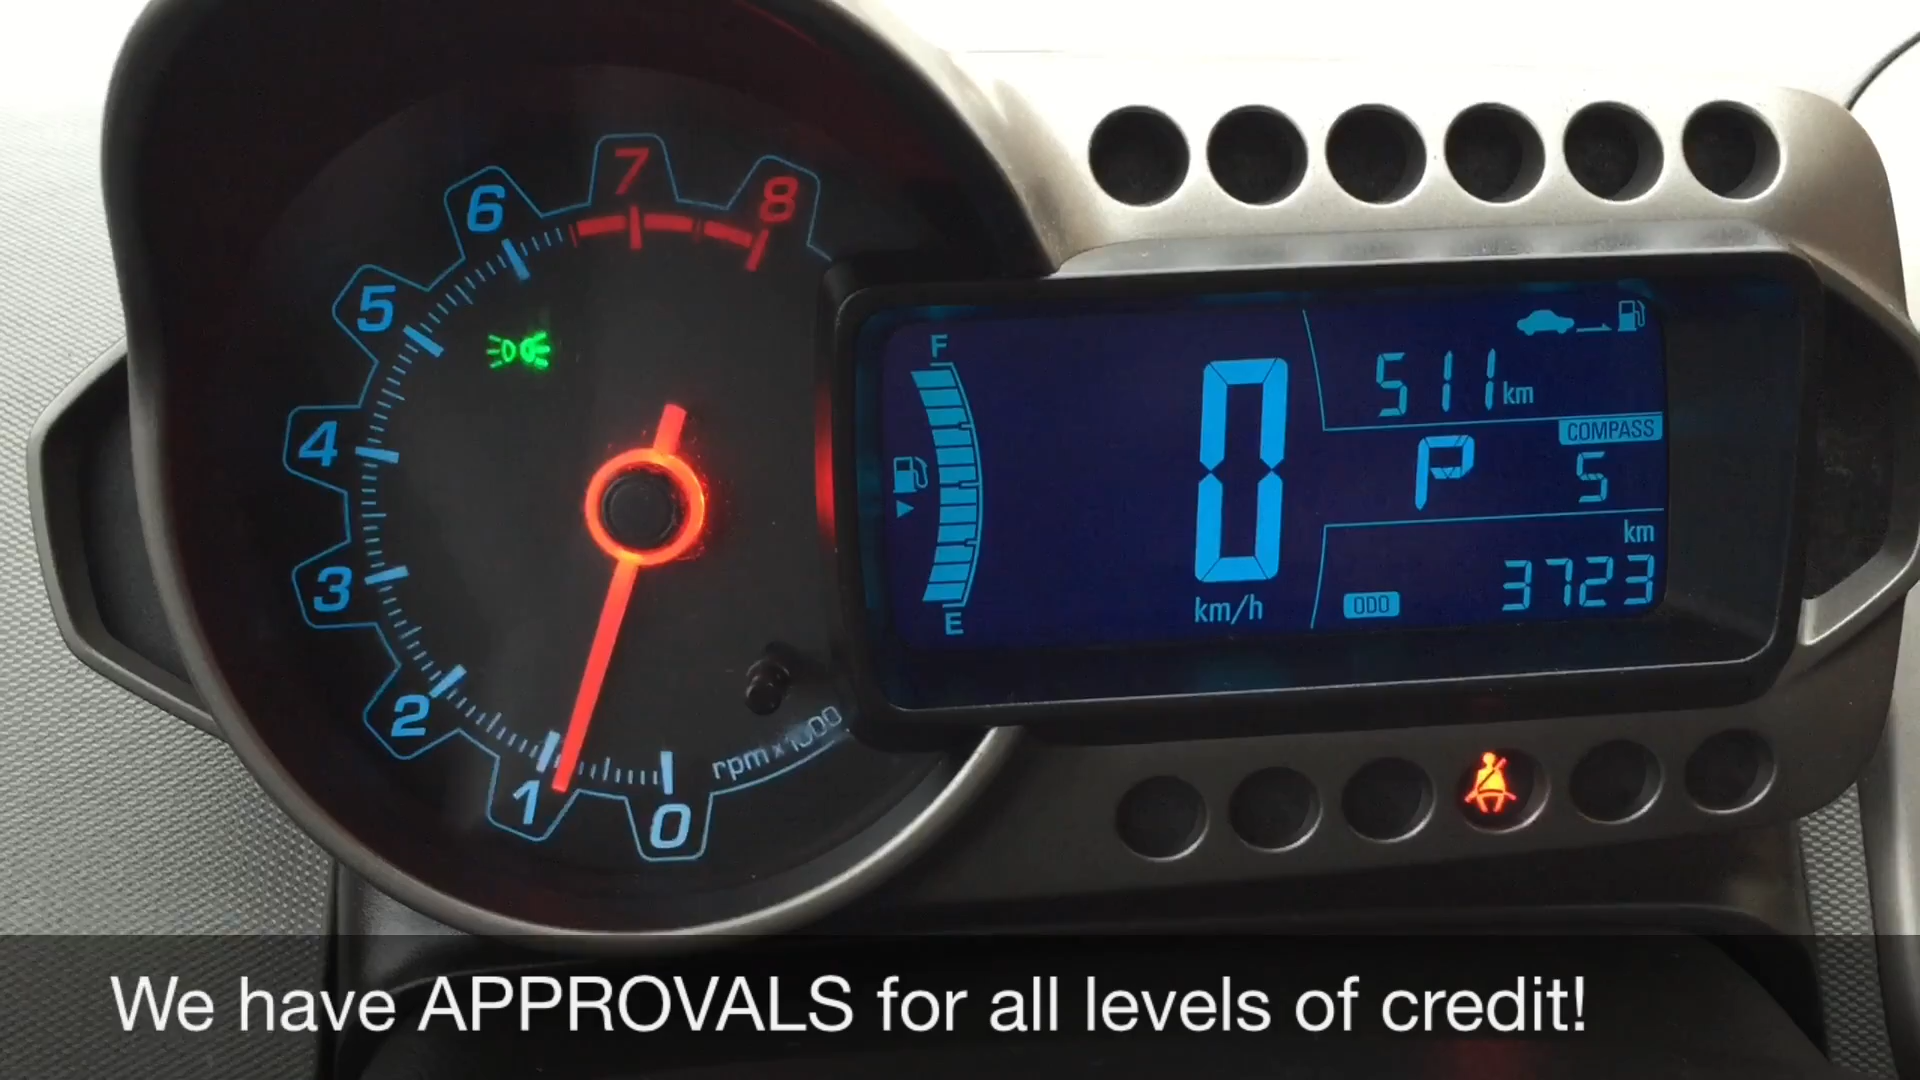 7
8
6
5
4
3
2
1
0
rpm x 1000
F
E
0
km/h
511 km
COMPASS
P S
km
ODO 3723
We have APPROVALS for all levels of credit!